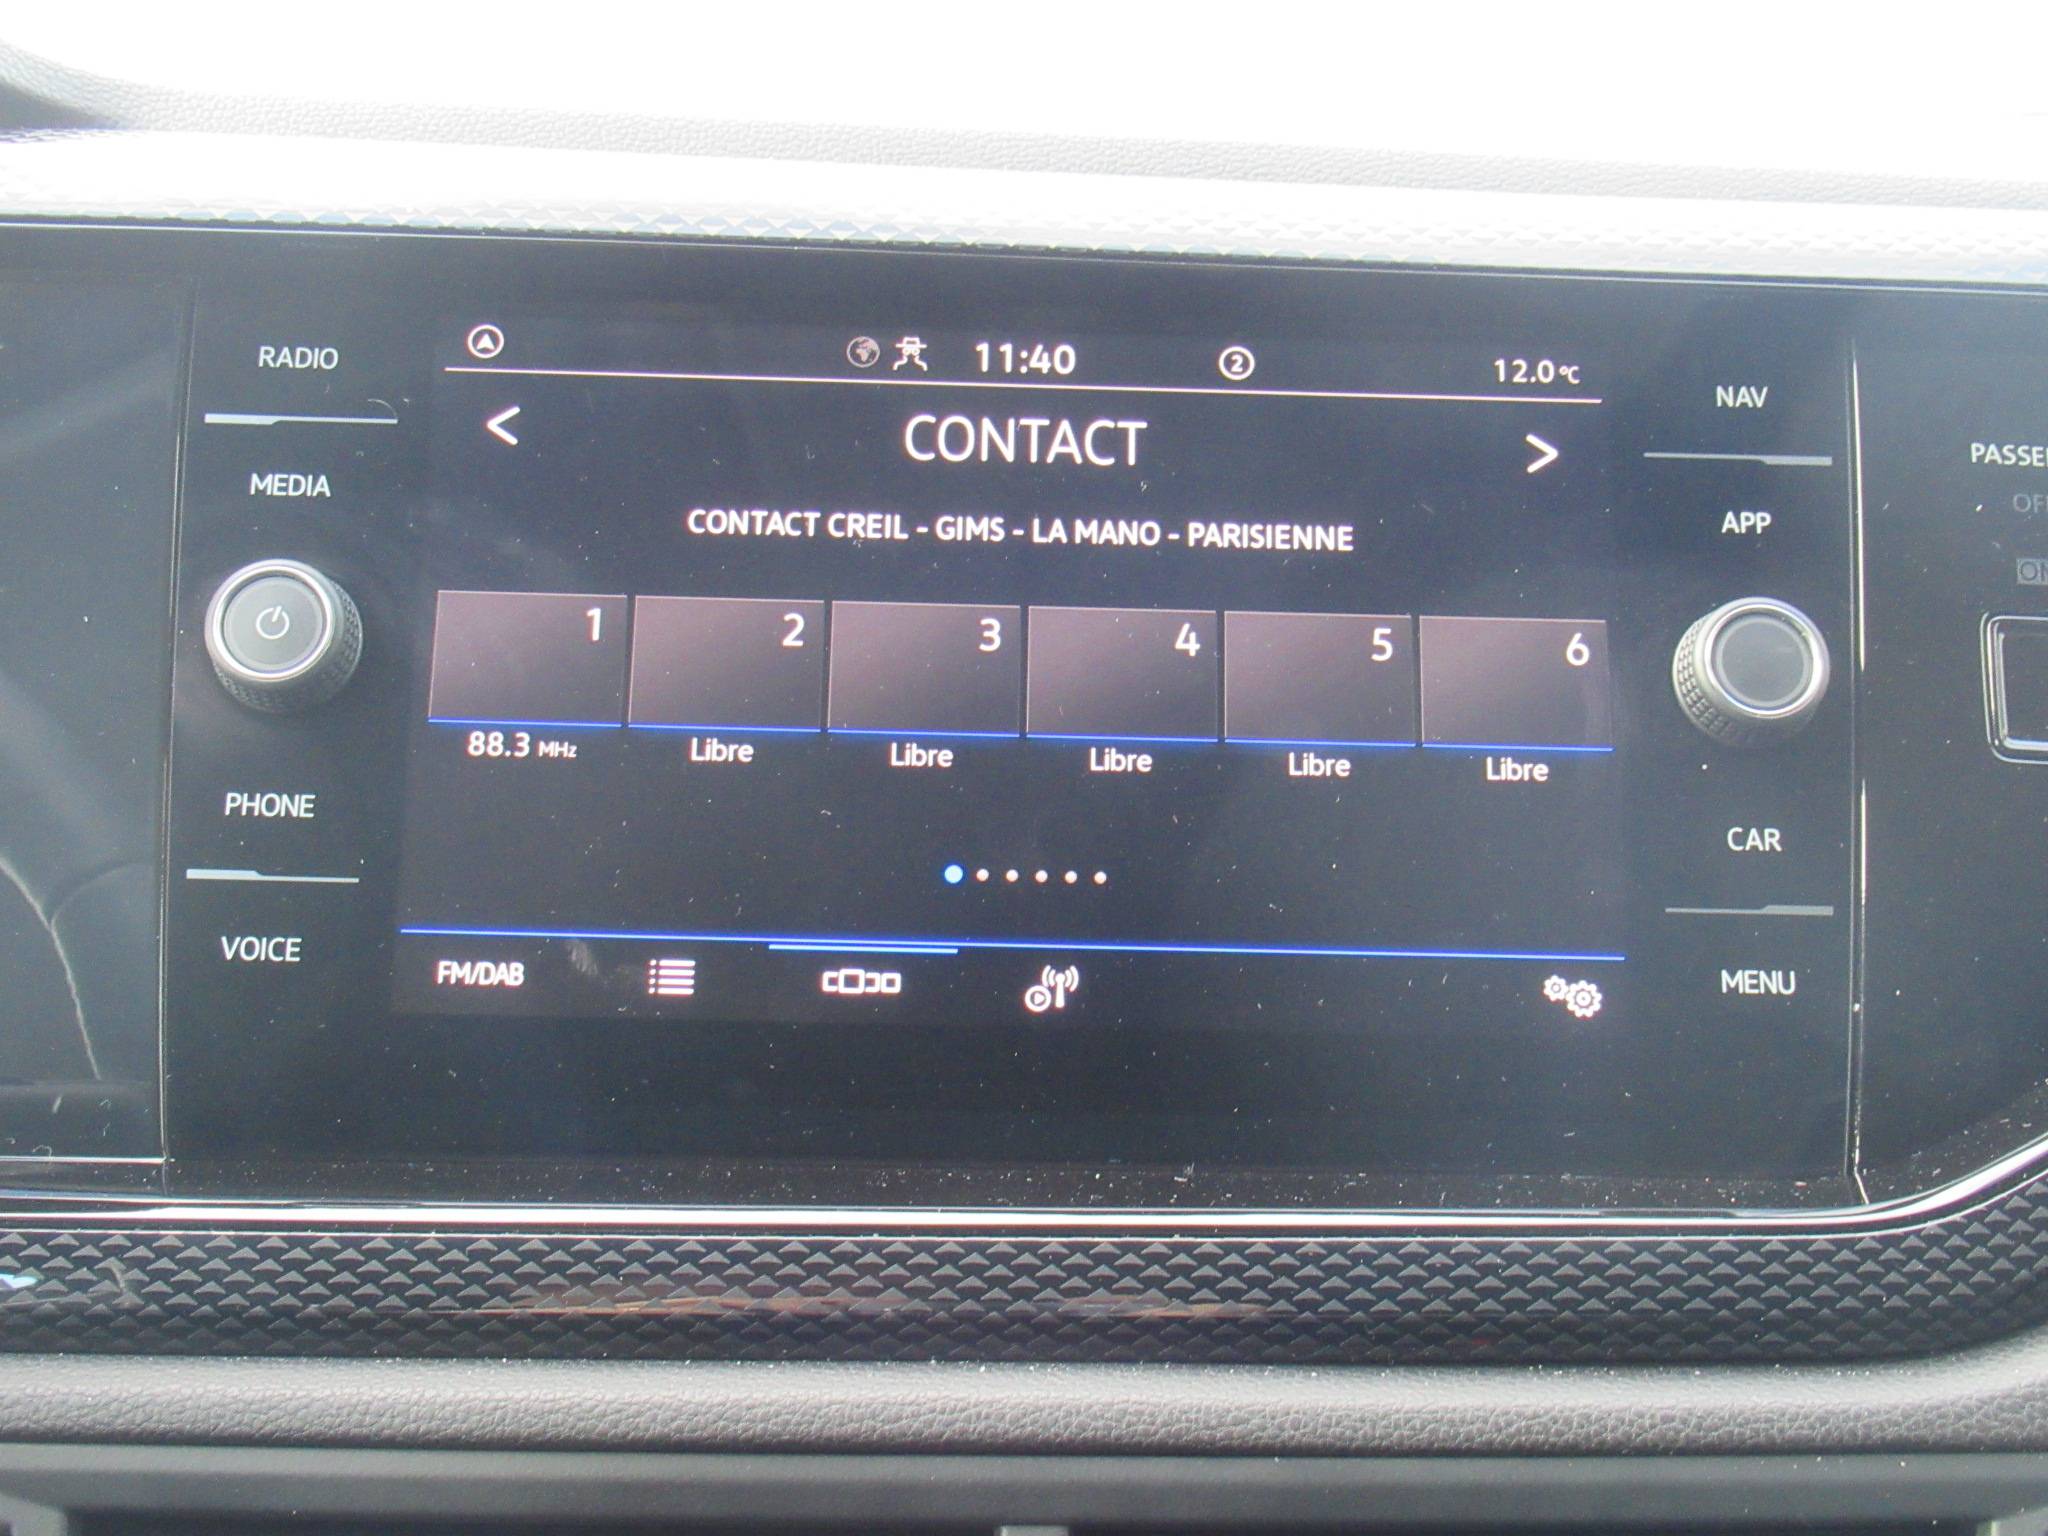 RADIO
MEDIA
PHONE
VOICE
11:40
2
12.0°C
<
CONTACT
>
CONTACT CREIL - GIMS - LA MANO - PARISIENNE
1 2 3 4 5 6
88.3 MHz Libre Libre Libre Libre Libre
FM/DAB
NAV
APP
CAR
MENU